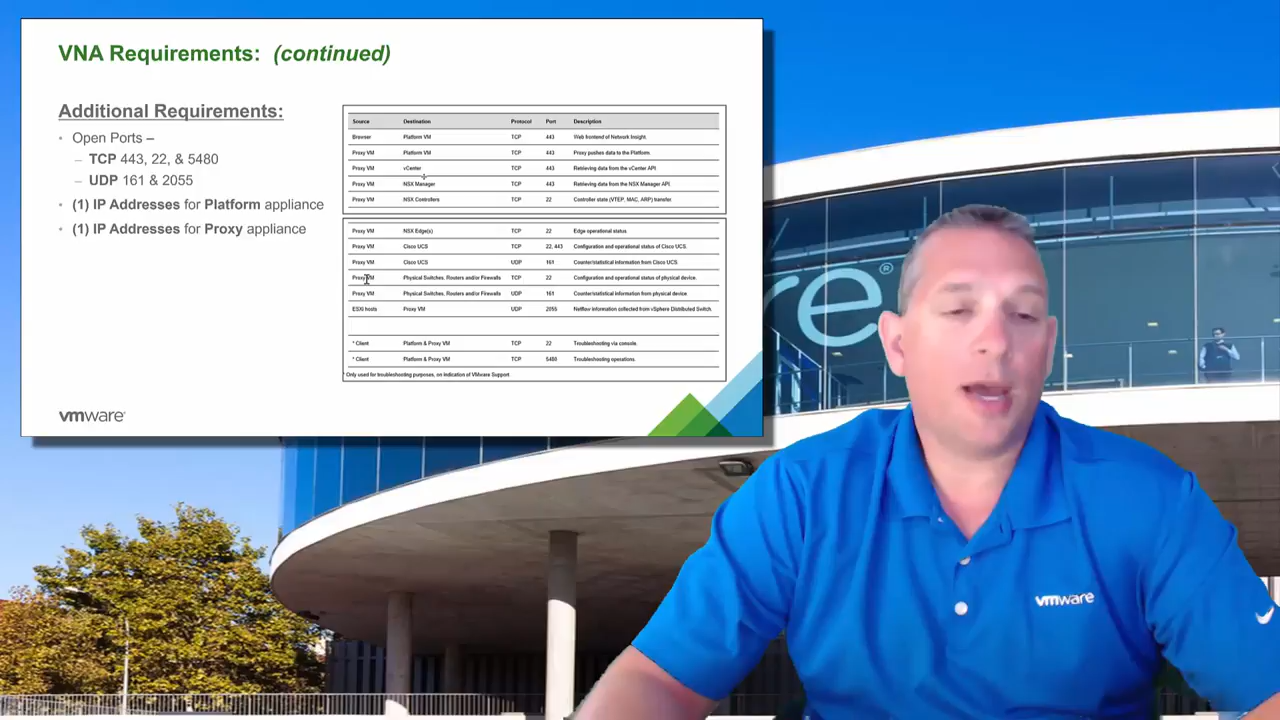 VNA Requirements: (continued)
Additional Requirements:
• Open Ports –
– TCP 443, 22, & 5480
– UDP 161 & 2055
• (1) IP Addresses for Platform appliance
• (1) IP Addresses for Proxy appliance
Source Destination Protocol Port Description
Browser Platform VM TCP 443 Web frontend of Network Insight.
Proxy VM Platform VM TCP 443 Proxy pushes data to the Platform.
Proxy VM vCenter TCP 443 Retrieving data from the vCenter API
Proxy VM NSX Manager TCP 443 Retrieving data from the NSX Manager API.
Proxy VM NSX Controllers TCP 22 Controller state (VTEP, MAC, ARP) transfer.
Proxy VM NSX Edge(s) TCP 22 Edge operational status
Proxy VM Cisco UCS TCP 22, 443 Configuration and operational status of Cisco UCS.
Proxy VM Cisco UCS UDP 161 Counter/statistical information from Cisco UCS
Proxy VM Physical Switches, Routers and/or Firewalls TCP 22 Configuration and operational status of physical device.
Proxy VM Physical Switches, Routers and/or Firewalls UDP 161 Counter/statistical information from physical device.
ESXi hosts Proxy VM UDP 2055 Netflow information collected from vSphere Distributed Switch.
* Client Platform & Proxy VM TCP 22 Troubleshooting via console.
* Client Platform & Proxy VM TCP 5480 Troubleshooting operations.
* Only used for troubleshooting purposes, on indication of VMware Support
vmware
re®
vmware